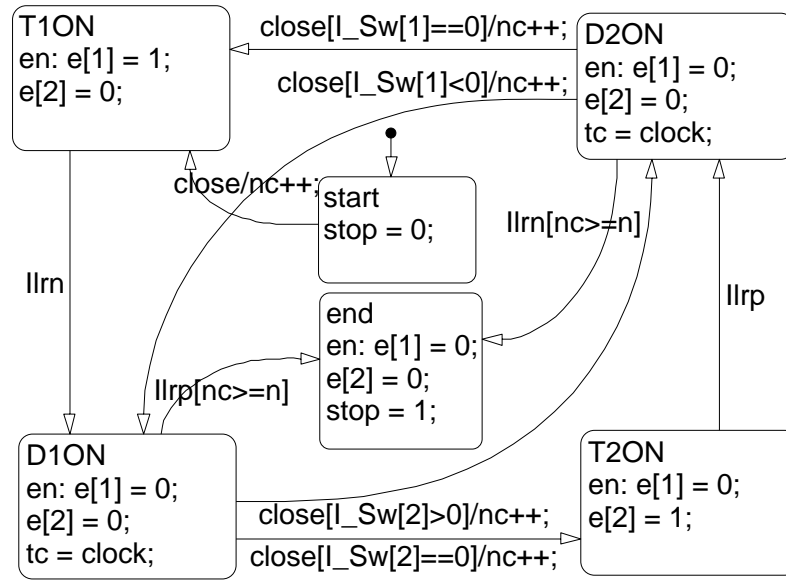 T1ON
en: e[1] = 1;
e[2] = 0;
close[I_Sw[1]==0]/nc++;
D2ON
en: e[1] = 0;
e[2] = 0;
tc = clock;
close[I_Sw[1]<0]/nc++;
close/nc++;
start
stop = 0;
Ilrn[nc>=n]
Ilrn
end
en: e[1] = 0;
e[2] = 0;
stop = 1;
Ilrp
Ilrp[nc>=n]
D1ON
en: e[1] = 0;
e[2] = 0;
tc = clock;
T2ON
en: e[1] = 0;
e[2] = 1;
close[I_Sw[2]>0]/nc++;
close[I_Sw[2]==0]/nc++;